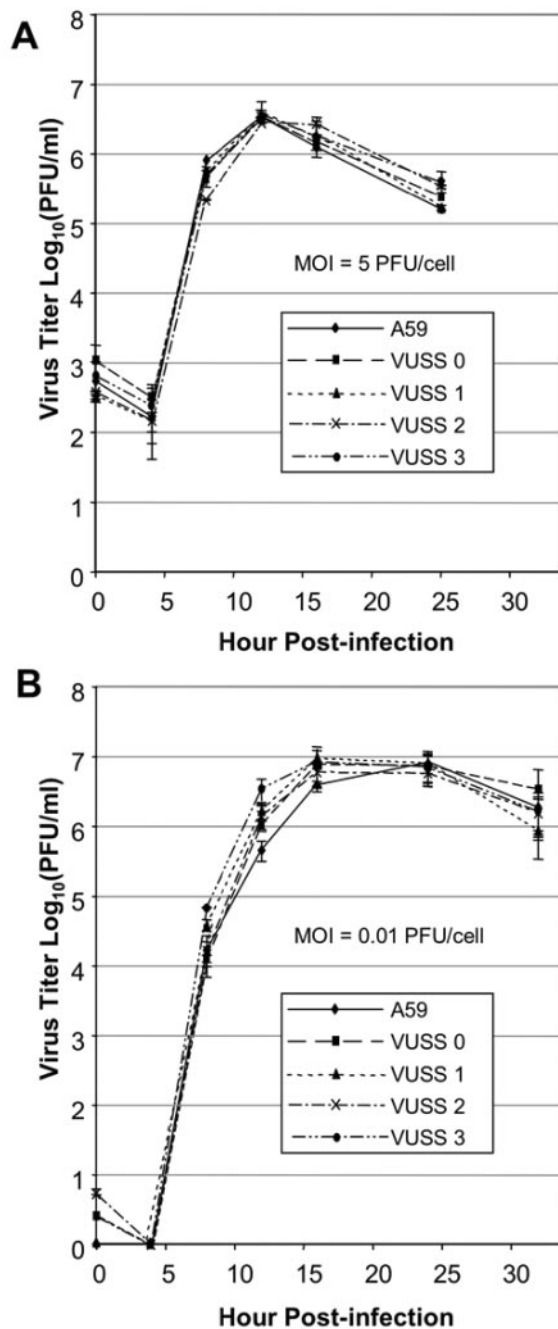 A
Virus Titer Log₁₀(PFU/ml)
8
7
6
5
4
3
2
1
0
MOI = 5 PFU/cell
A59
VUSS 0
VUSS 1
VUSS 2
VUSS 3
0 5 10 15 20 25 30
Hour Post-infection
B
Virus Titer Log₁₀(PFU/ml)
8
7
6
5
4
3
2
1
0
MOI = 0.01 PFU/cell
A59
VUSS 0
VUSS 1
VUSS 2
VUSS 3
0 5 10 15 20 25 30
Hour Post-infection